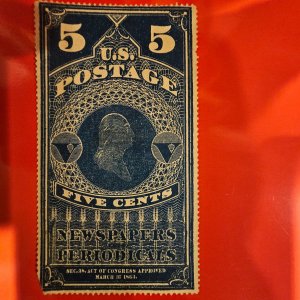 5 5
U.S.
POSTAGE
FIVE CENTS
NEWSPAPERS
PERIODICALS
SEC. 38, ACT OF CONGRESS APPROVED
MARCH 3D 1863.